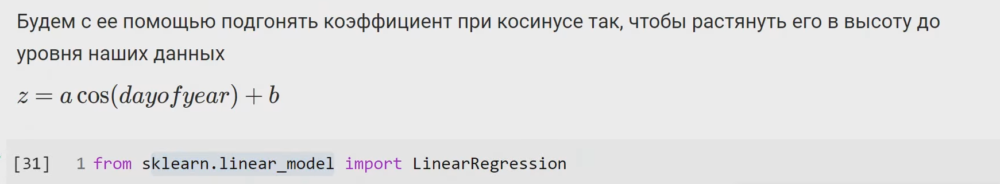 Будем с ее помощью подгонять коэффициент при косинусе так, чтобы растянуть его в высоту до
уровня наших данных
z = a cos(dayofyear) + b
[31] 1 from sklearn.linear_model import LinearRegression